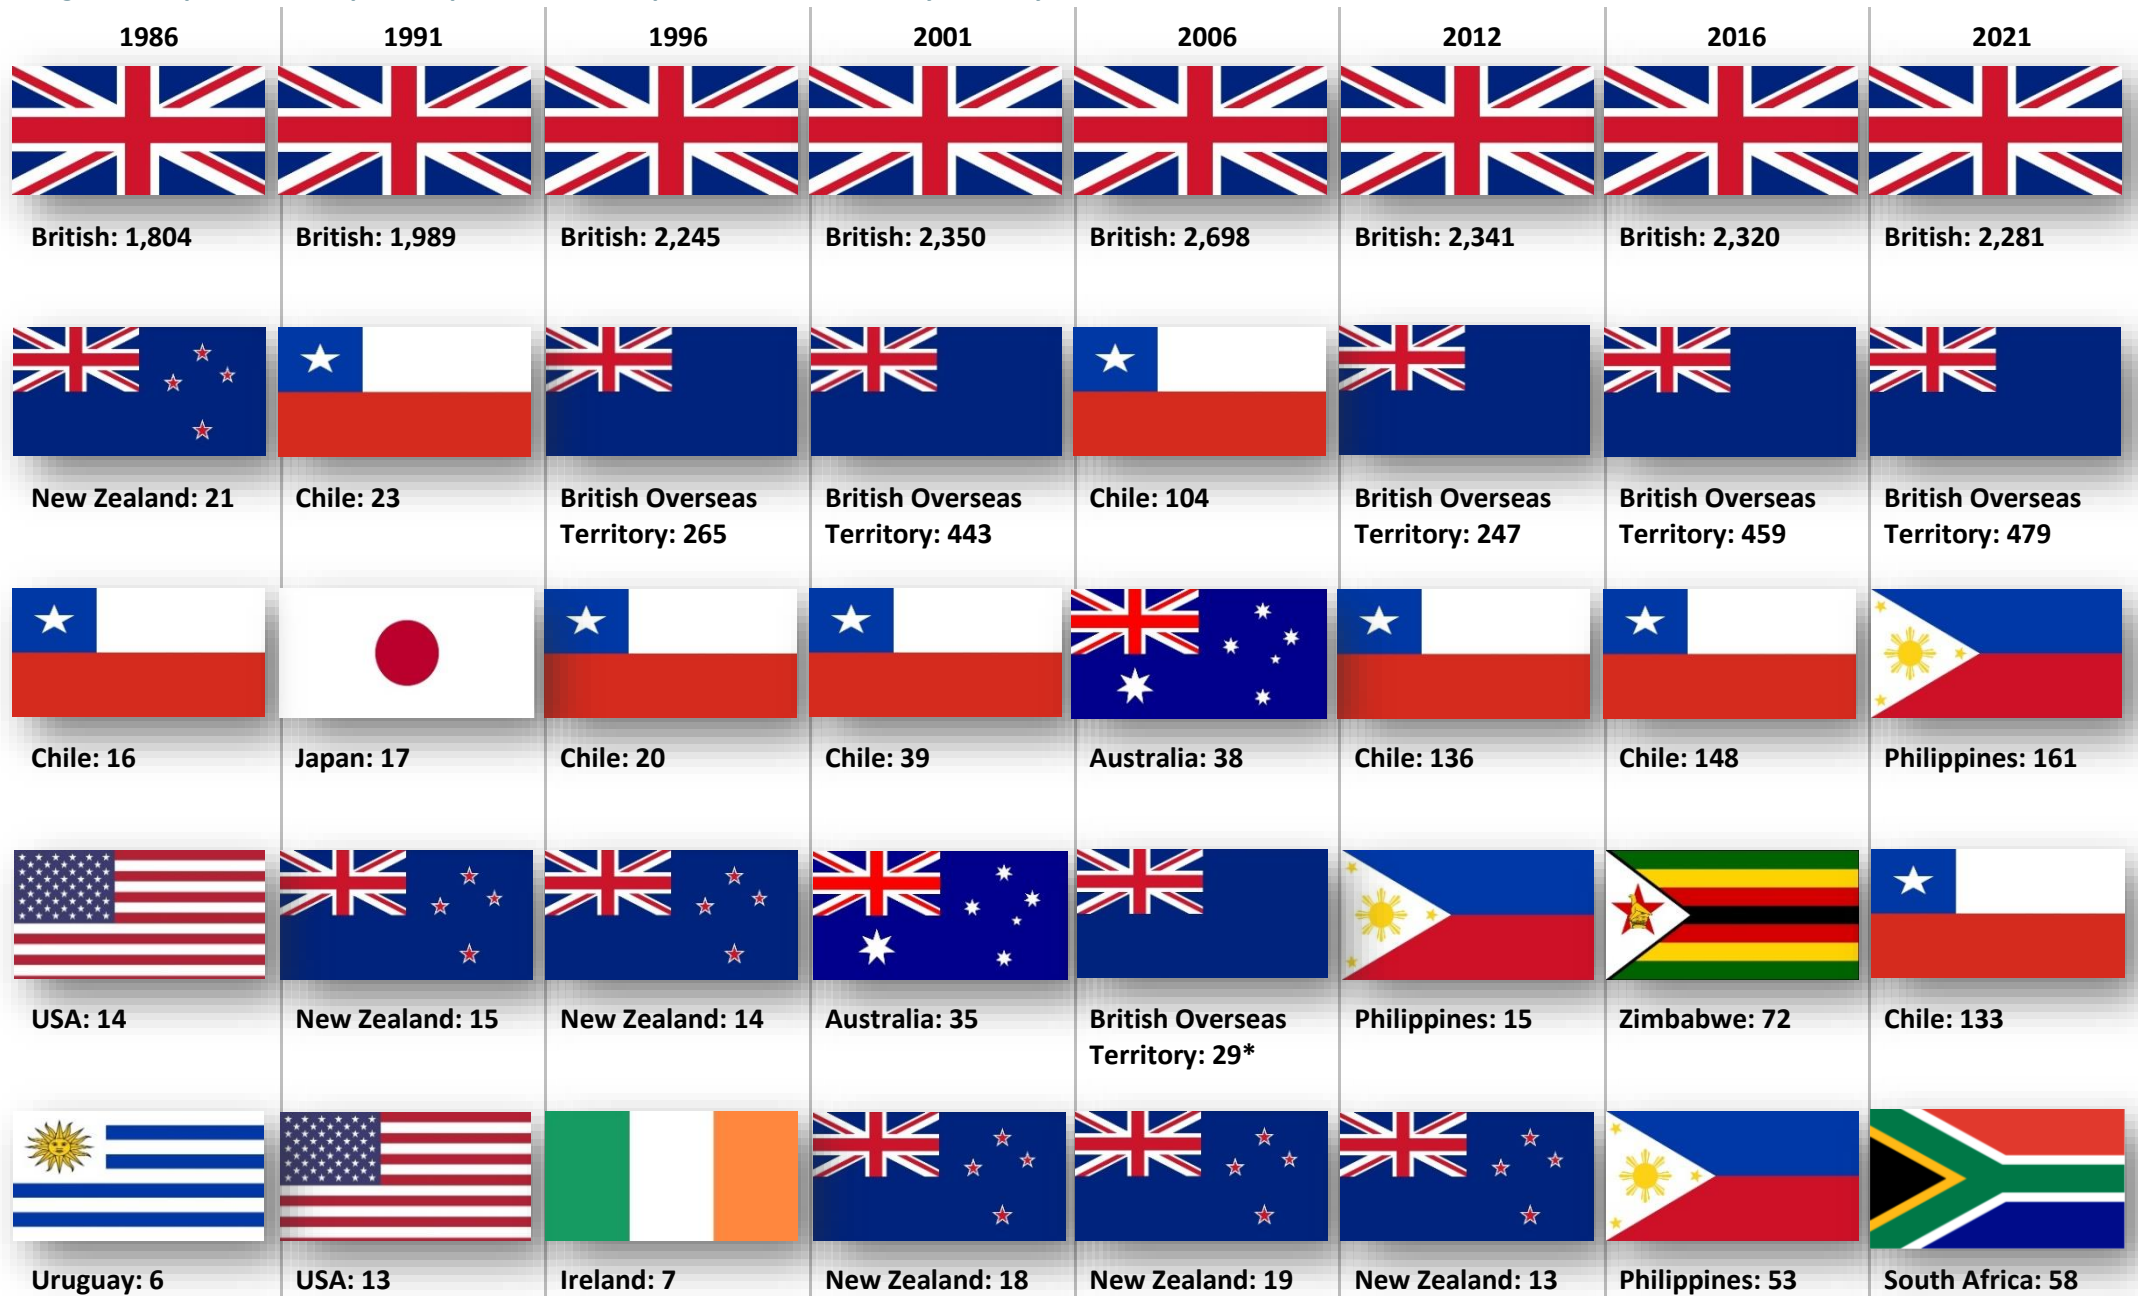 1986 1991 1996 2001 2006 2012 2016 2021
British: 1,804 British: 1,989 British: 2,245 British: 2,350 British: 2,698 British: 2,341 British: 2,320 British: 2,281
New Zealand: 21 Chile: 23 British Overseas British Overseas Chile: 104 British Overseas British Overseas British Overseas
Territory: 265 Territory: 443 Territory: 247 Territory: 459 Territory: 479
Chile: 16 Japan: 17 Chile: 20 Chile: 39 Australia: 38 Chile: 136 Chile: 148 Philippines: 161
USA: 14 New Zealand: 15 New Zealand: 14 Australia: 35 British Overseas Philippines: 15 Zimbabwe: 72 Chile: 133
Territory: 29*
Uruguay: 6 USA: 13 Ireland: 7 New Zealand: 18 New Zealand: 19 New Zealand: 13 Philippines: 53 South Africa: 58